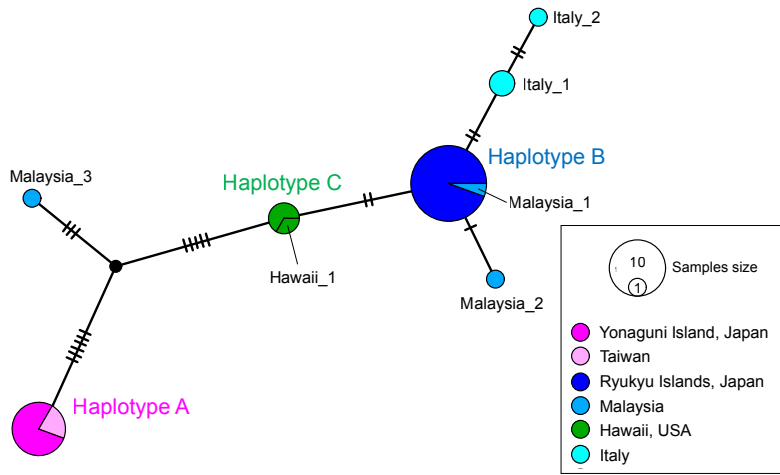 Italy_2
Italy_1
Haplotype B
Malaysia_3
Haplotype C
Malaysia_1
Hawaii_1
Malaysia_2
10
1
1
Samples size
Yonaguni Island, Japan
Taiwan
Ryukyu Islands, Japan
Malaysia
Hawaii, USA
Italy
Haplotype A